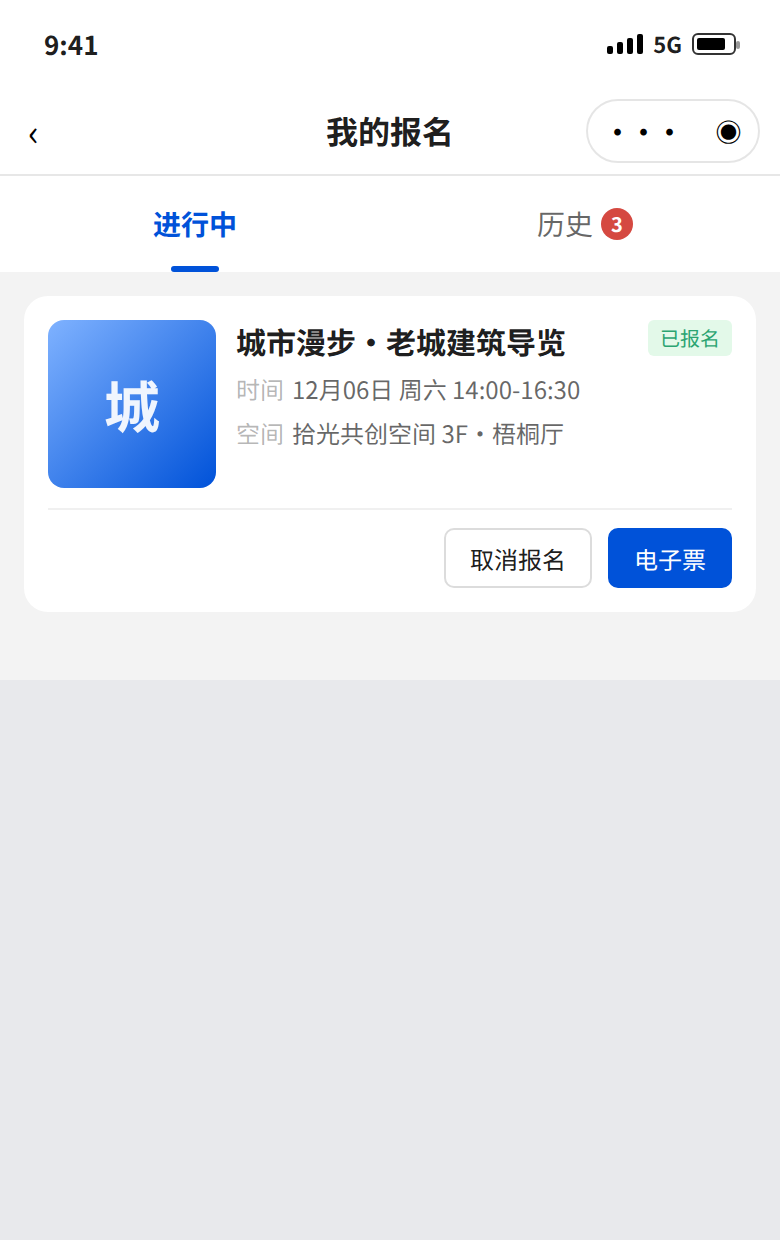 9:41
5G
‹
我的报名
进行中
历史 3
城
城市漫步·老城建筑导览
已报名
时间 12月06日 周六 14:00-16:30
空间 拾光共创空间 3F·梧桐厅
取消报名
电子票